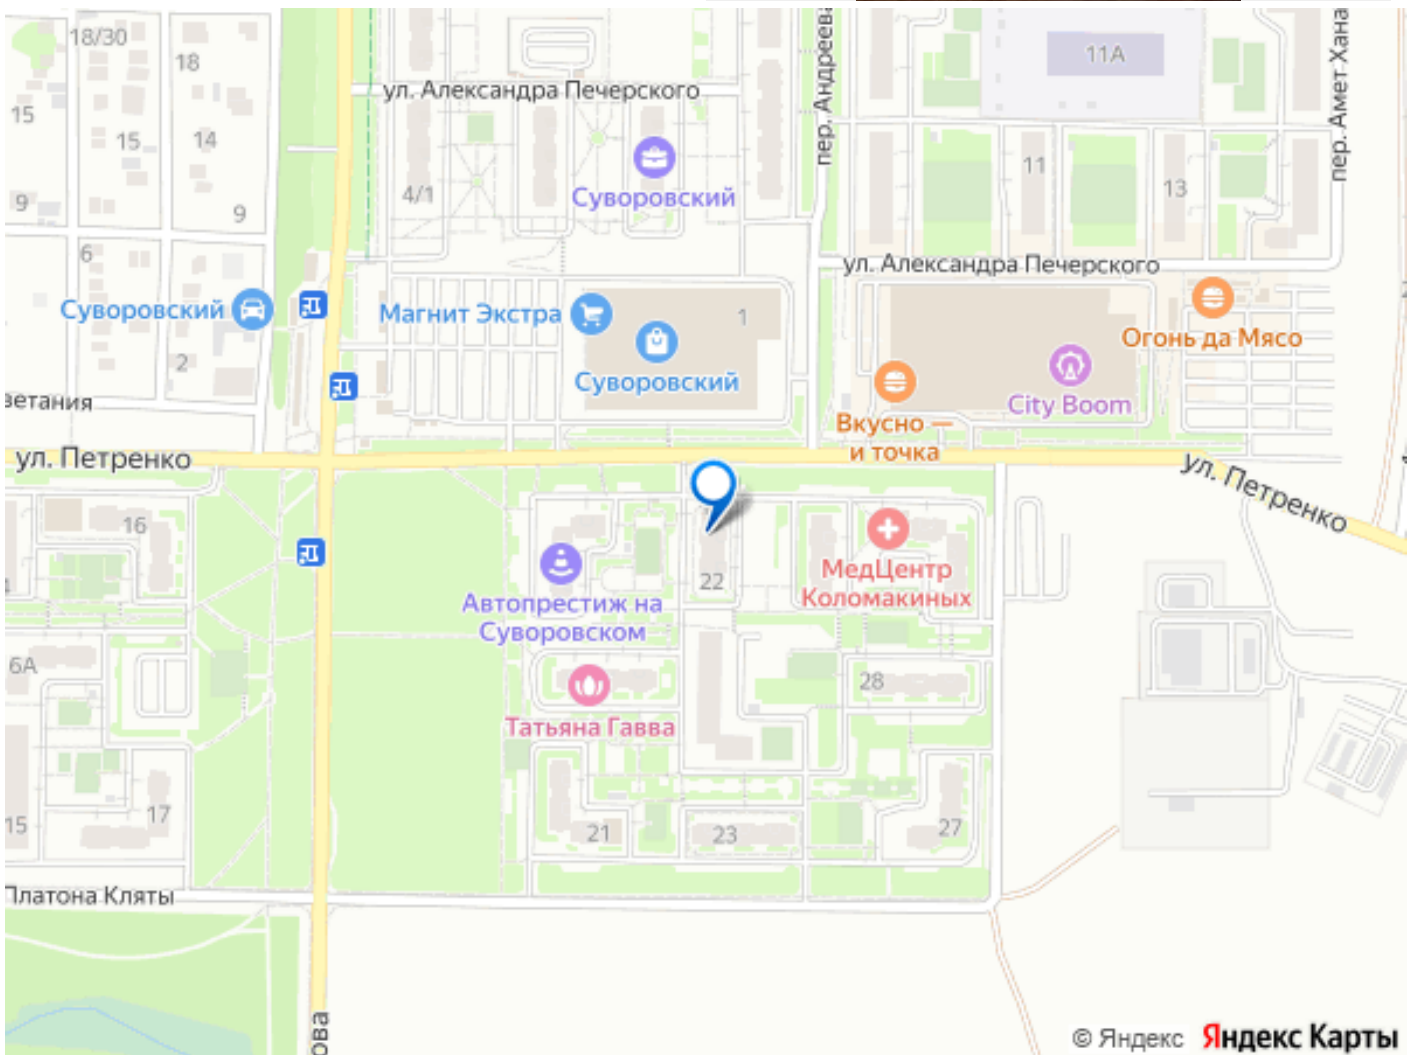 18/30
18
11А
ул. Александра Печерского
пер. Андреева
пер. Амет Хана
15
15
14
11
13
4/1
Суворовский
9
9
6
ул. Александра Печерского
Суворовский
Магнит Экстра
1
Огонь да Мясо
2
Суворовский
City Boom
ветания
Вкусно —
и точка
ул. Петренко
ул. Петренко
16
22
МедЦентр
Коломакиных
Автопрестиж на
Суворовском
6А
28
Татьяна Гавва
15
17
21
23
27
Платона Кляты
ова
© Яндекс Яндекс Карты